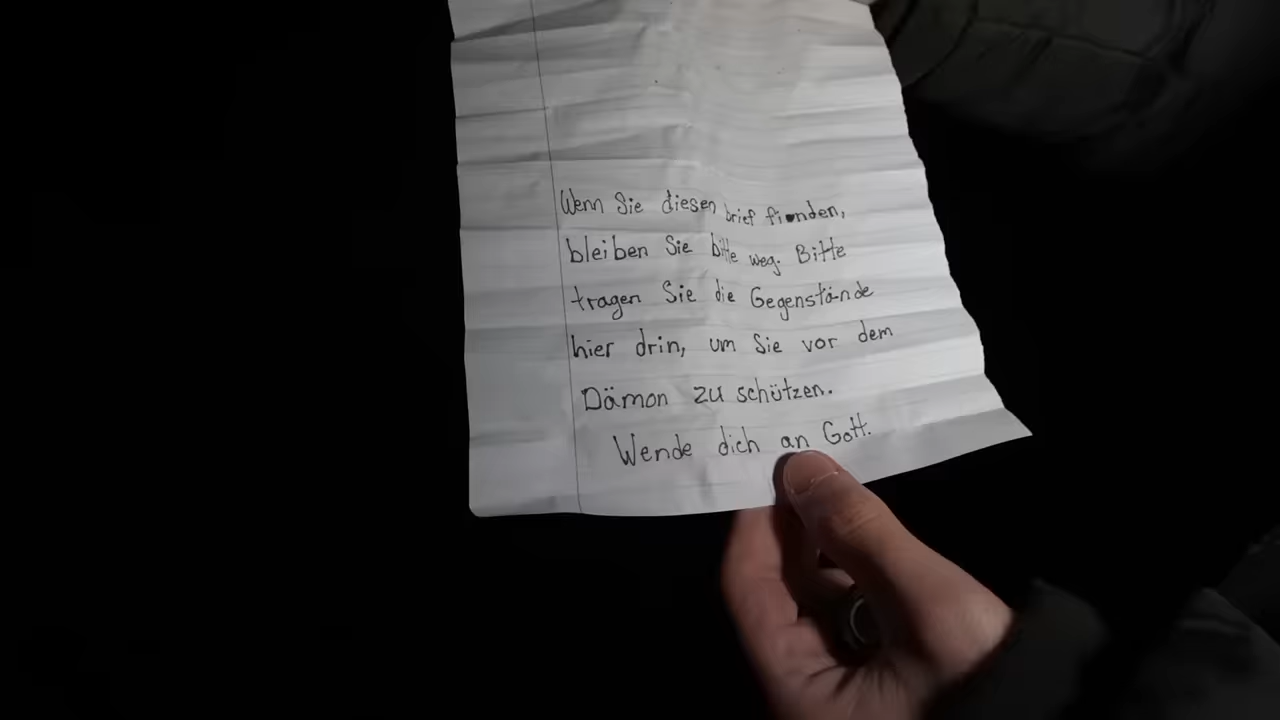 Wenn Sie diesen brief fionden,
bleiben Sie bitte weg. Bitte
tragen Sie die Gegenstände
hier drin, um Sie vor dem
Dämon zu schützen.
Wende dich an Gott.